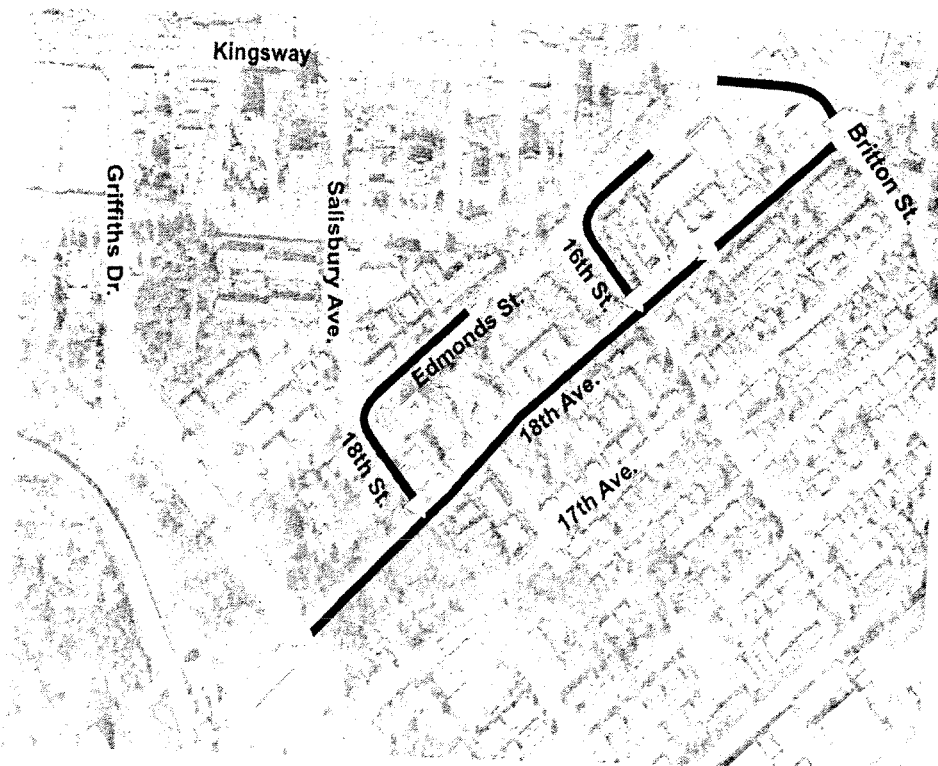 Kingsway
Britton St.
Griffiths Dr.
Salisbury Ave.
16th St.
Edmonds St.
18th Ave.
18th St.
17th Ave.